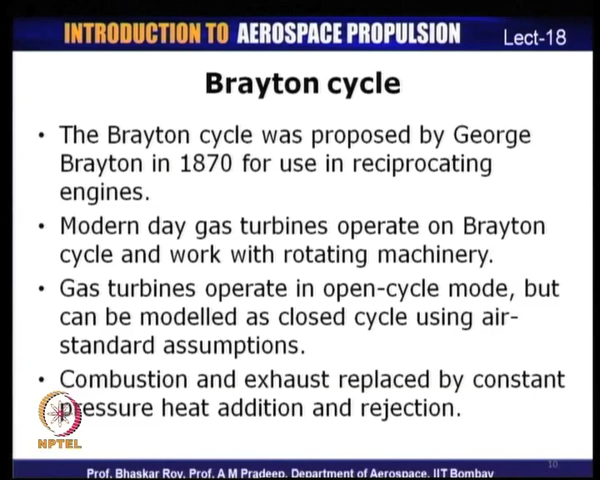 INTRODUCTION TO AEROSPACE PROPULSION
Lect-18
Brayton cycle
• The Brayton cycle was proposed by George
Brayton in 1870 for use in reciprocating
engines.
• Modern day gas turbines operate on Brayton
cycle and work with rotating machinery.
• Gas turbines operate in open-cycle mode, but
can be modelled as closed cycle using air-
standard assumptions.
• Combustion and exhaust replaced by constant
pressure heat addition and rejection.
NPTEL
10
Prof. Bhaskar Roy, Prof. A M Pradeep, Department of Aerospace, IIT Bombay